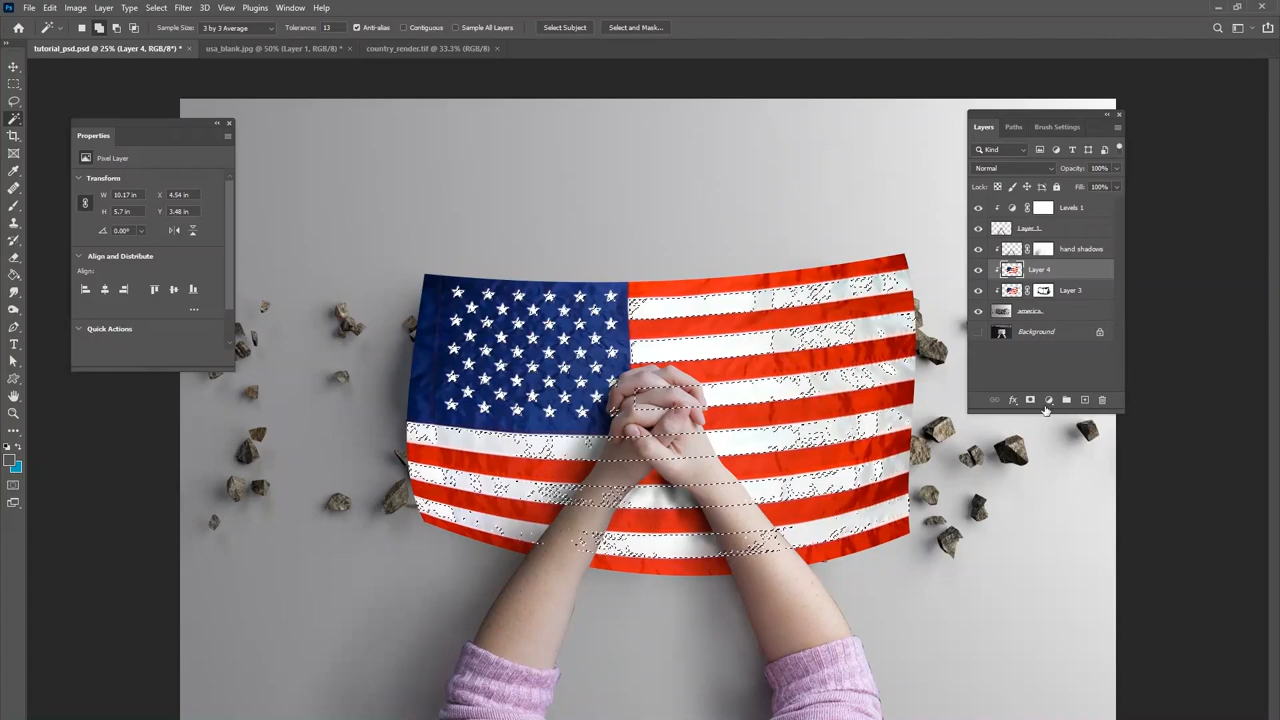 Ps File Edit Image Layer Type Select Filter 3D View Plugins Window Help
Sample Size: 3 by 3 Average Tolerance: 13 Anti-alias Contiguous Sample All Layers Select Subject Select and Mask...
tutorial_psd.psd @ 25% (Layer 4, RGB/8*) * × usa_blank.jpg @ 50% (Layer 1, RGB/8) * × country_render.tif @ 33.3% (RGB/8) ×
Properties
Pixel Layer
Transform
W 10.17 in X 4.54 in
H 5.7 in Y 3.48 in
0.00°
Align and Distribute
Align:
...
Quick Actions
Layers Paths Brush Settings
Kind
Normal Opacity: 100%
Lock: Fill: 100%
Levels 1
Layer 1
hand shadows
Layer 4
Layer 3
america
Background